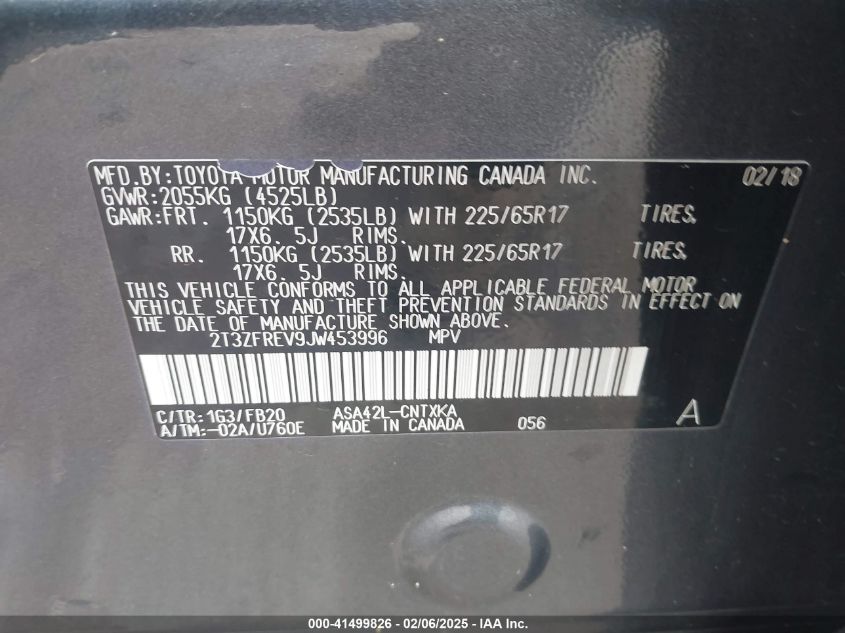 MFD. BY: TOYOTA MOTOR MANUFACTURING CANADA INC. 02/18
GVWR: 2055KG (4525LB)
GAWR: FRT. 1150KG (2535LB) WITH 225/65R17 TIRES,
17X6. 5J RIMS.
RR. 1150KG (2535LB) WITH 225/65R17 TIRES,
17X6. 5J RIMS.
THIS VEHICLE CONFORMS TO ALL APPLICABLE FEDERAL MOTOR
VEHICLE SAFETY AND THEFT PREVENTION STANDARDS IN EFFECT ON
THE DATE OF MANUFACTURE SHOWN ABOVE.
2T3ZFREV9JW453996 MPV
C/TR: 1G3/FB20 ASA42L-CNTXKA
A/TM: -02A/U760E MADE IN CANADA 056 A
000-41499826 - 02/06/2025 - IAA Inc.